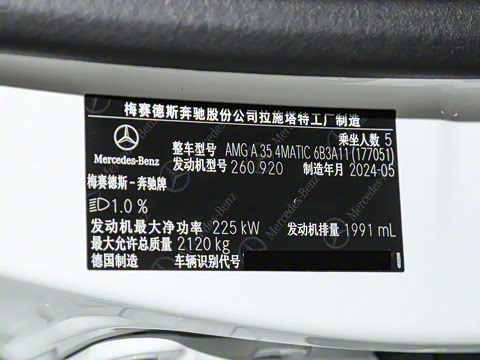 梅赛德斯奔驰股份公司拉施塔特工厂制造
乘坐人数 5
Mercedes-Benz
整车型号 AMG A 35 4MATIC 6B3A11 (177051)
发动机型号 260 920 制造年月 2024-05
梅赛德斯-奔驰牌
1.0 %
发动机最大净功率 225 kW 发动机排量 1991 mL
最大允许总质量 2120 kg
德国制造 车辆识别代号